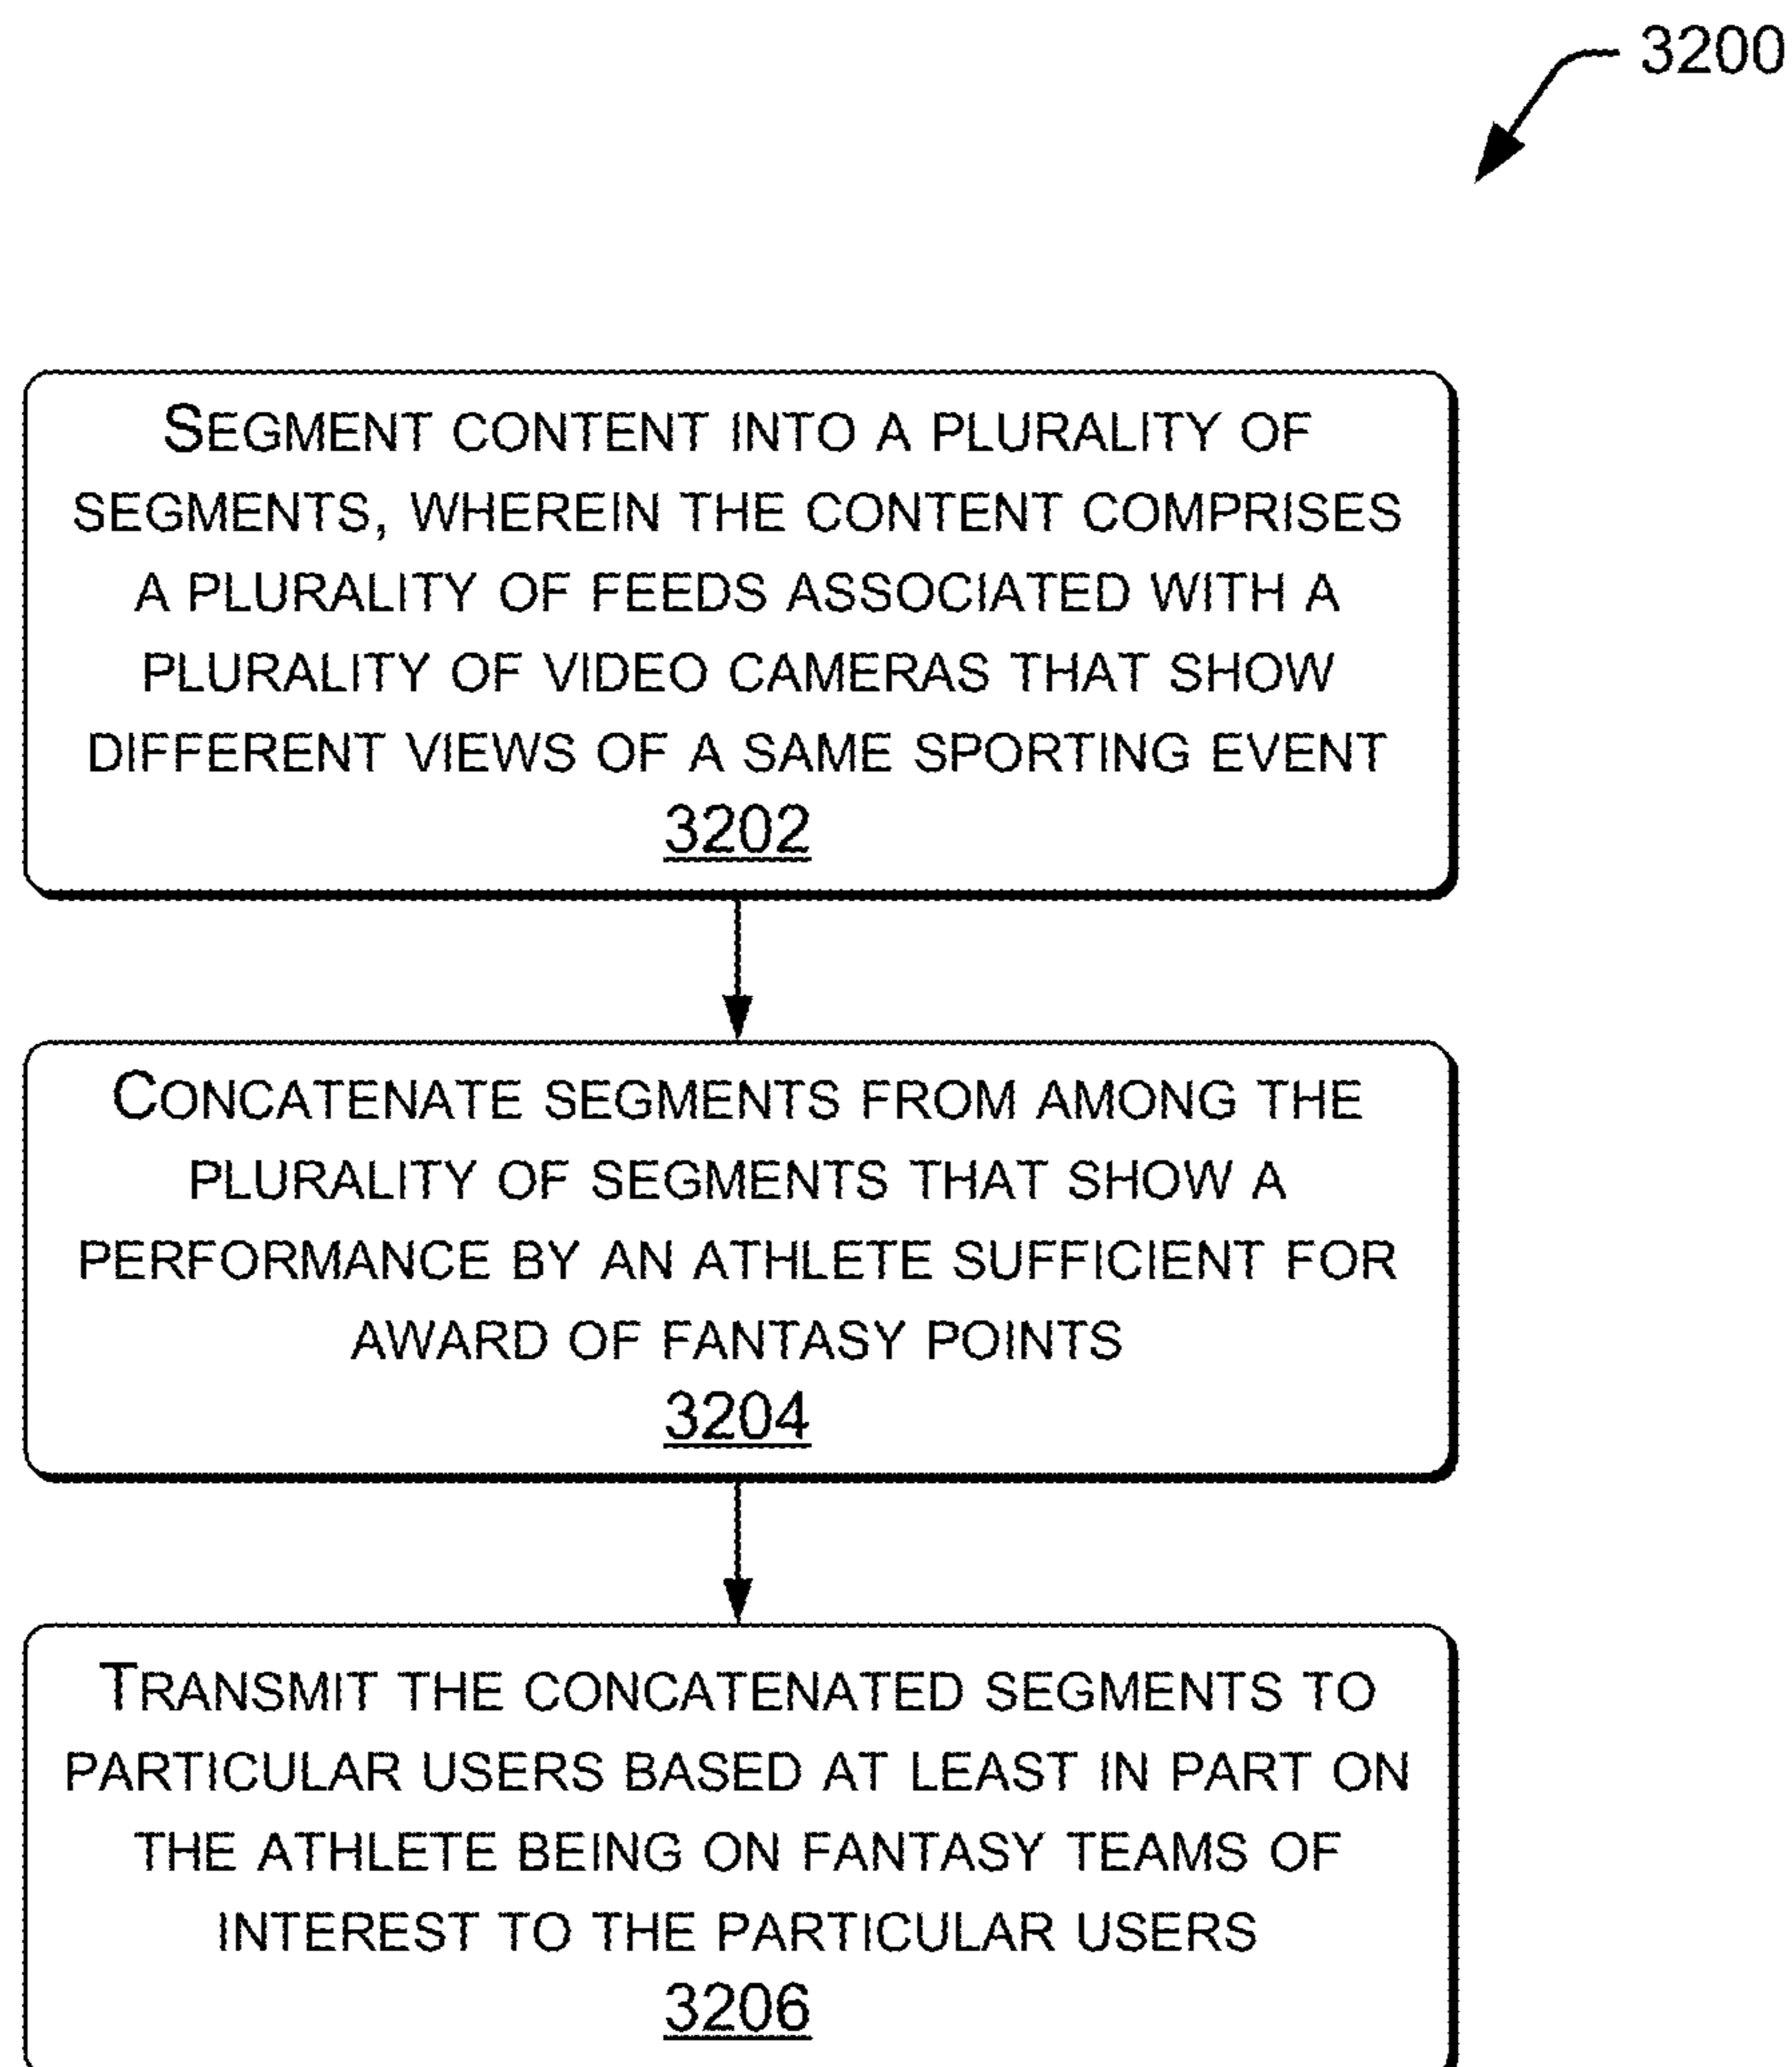 3200
SEGMENT CONTENT INTO A PLURALITY OF
SEGMENTS, WHEREIN THE CONTENT COMPRISES
A PLURALITY OF FEEDS ASSOCIATED WITH A
PLURALITY OF VIDEO CAMERAS THAT SHOW
DIFFERENT VIEWS OF A SAME SPORTING EVENT
3202
CONCATENATE SEGMENTS FROM AMONG THE
PLURALITY OF SEGMENTS THAT SHOW A
PERFORMANCE BY AN ATHLETE SUFFICIENT FOR
AWARD OF FANTASY POINTS
3204
TRANSMIT THE CONCATENATED SEGMENTS TO
PARTICULAR USERS BASED AT LEAST IN PART ON
THE ATHLETE BEING ON FANTASY TEAMS OF
INTEREST TO THE PARTICULAR USERS
3206